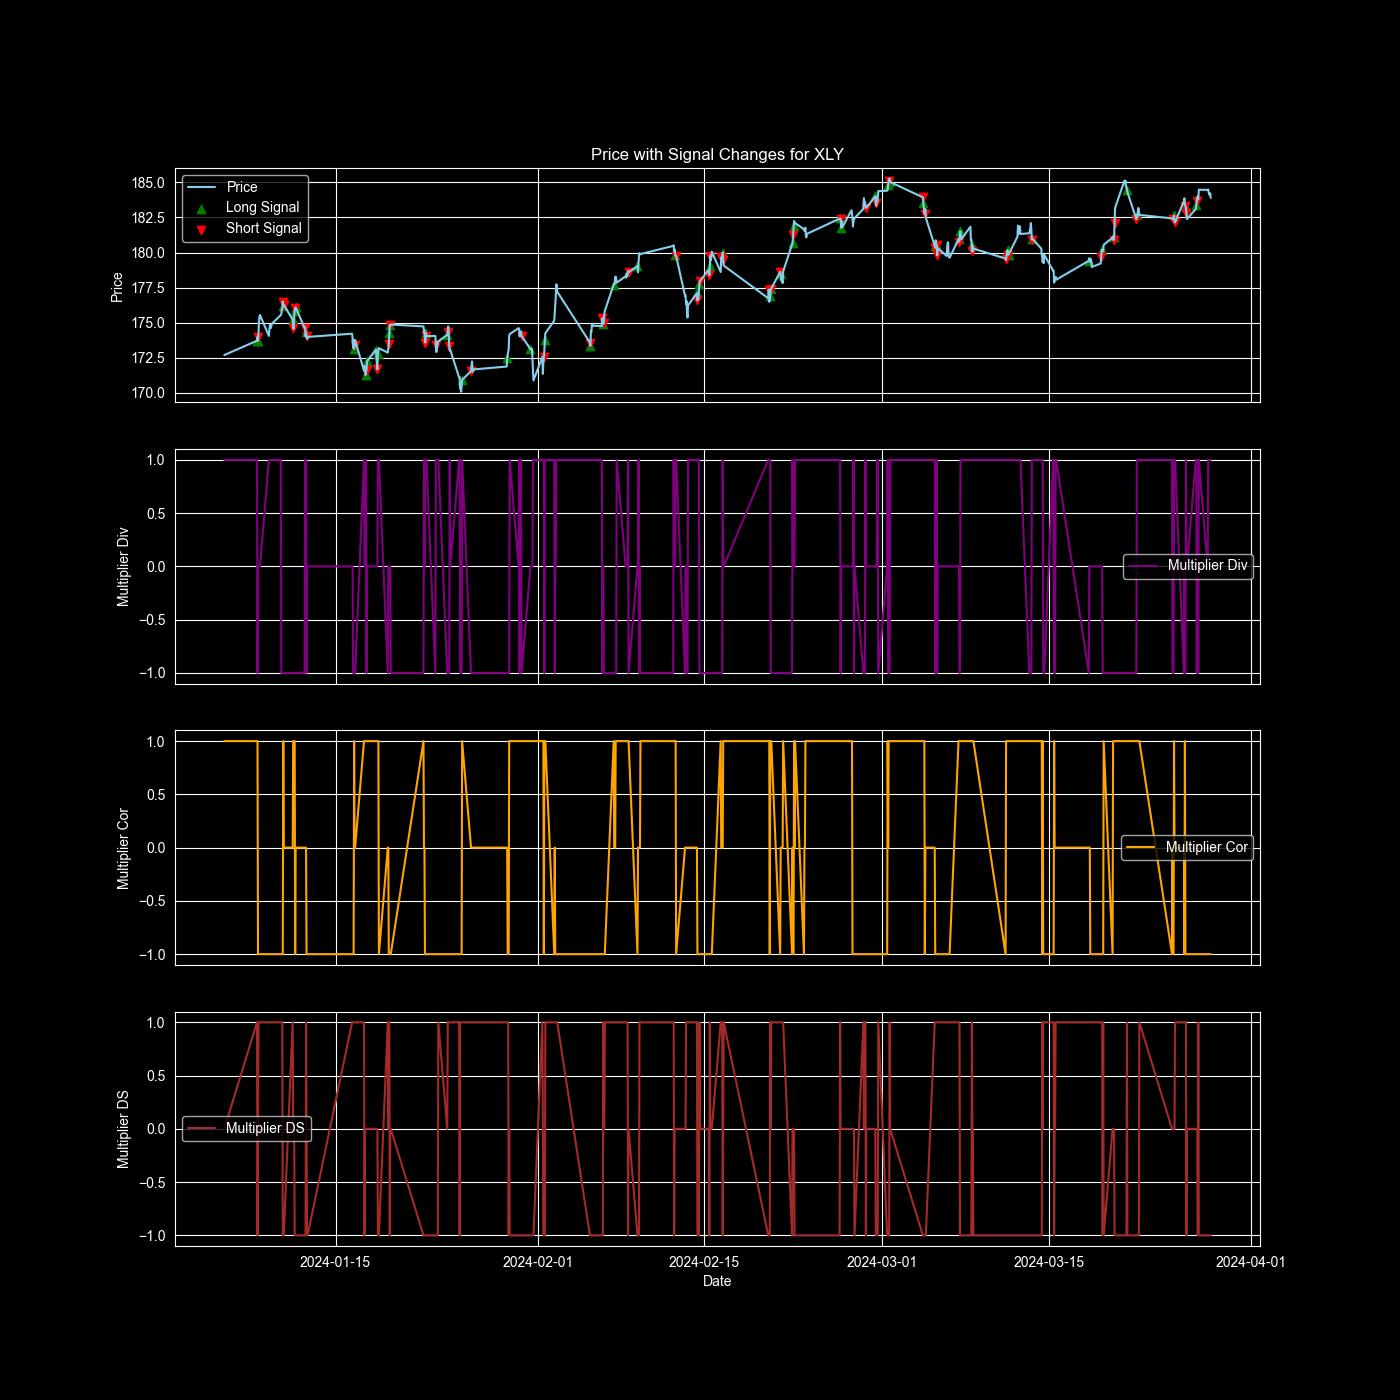 Price with Signal Changes for XLY
185.0
182.5
180.0
177.5
175.0
172.5
170.0
Price
Price
Long Signal
Short Signal
1.0
0.5
0.0
−0.5
−1.0
Multiplier Div
Multiplier Div
1.0
0.5
0.0
−0.5
−1.0
Multiplier Cor
Multiplier Cor
1.0
0.5
0.0
−0.5
−1.0
Multiplier DS
Multiplier DS
2024-01-15
2024-02-01
2024-02-15
2024-03-01
2024-03-15
2024-04-01
Date